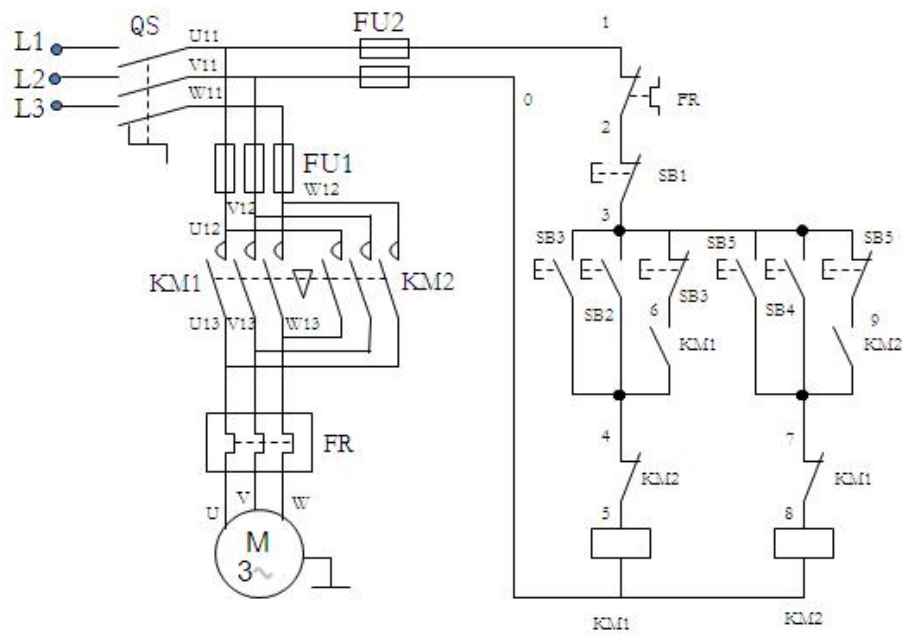 QS
FU2
1
L1
U11
L2
V11
L3
W11
0
FR
2
FU1
SB1
W12
V12
3
U12
SB3
SB5
SB5
KM1
KM2
SB3
6
SB2
SB4
9
U13
V13
W13
KM1
KM2
FR
4
7
KM2
KM1
U
V
W
5
8
M
3~
KM1
KM2